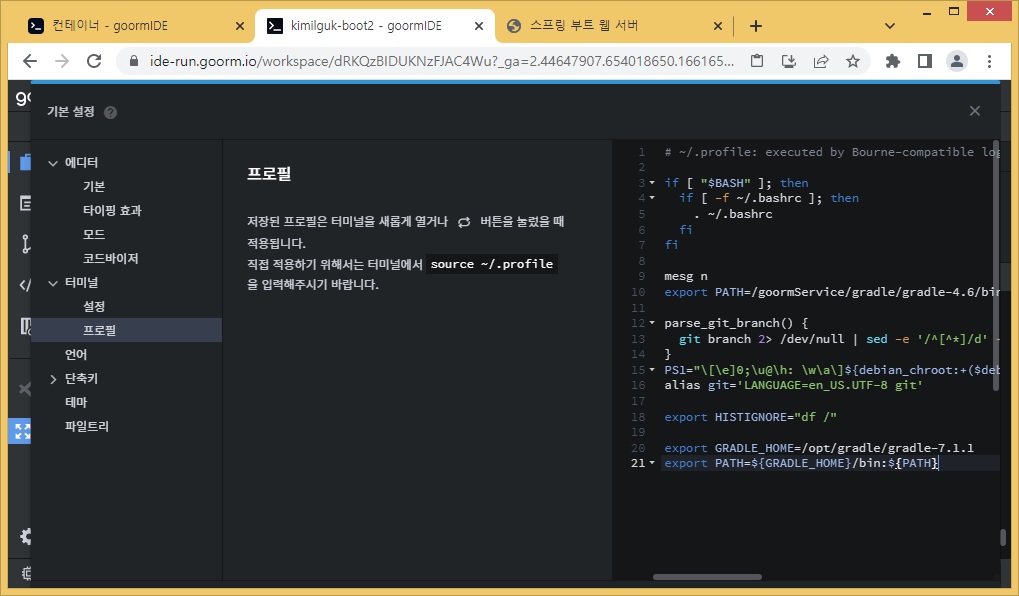 컨테이너 - goormIDE
kimilguk-boot2 - goormIDE
스프링 부트 웹 서버
ide-run.goorm.io/workspace/dRKQzBIDUKNzFJAC4Wu?_ga=2.44647907.654018650.166165...
기본 설정
에디터
기본
타이핑 효과
모드
코드바이저
터미널
설정
프로필
언어
단축키
테마
파일트리
프로필
저장된 프로필은 터미널을 새롭게 열거나 버튼을 눌렀을 때
적용됩니다.
직접 적용하기 위해서는 터미널에서 source ~/.profile
을 입력해주시기 바랍니다.
1 # ~/.profile: executed by Bourne-compatible log
2
3 if [ "$BASH" ]; then
4 if [ -f ~/.bashrc ]; then
5 . ~/.bashrc
6 fi
7 fi
8
9 mesg n
10 export PATH=/goormService/gradle/gradle-4.6/bin
11
12 parse_git_branch() {
13 git branch 2> /dev/null | sed -e '/^[^*]/d' -
14 }
15 PS1="\[\e]0;\u@\h: \w\a\]${debian_chroot:+($deb
16 alias git='LANGUAGE=en_US.UTF-8 git'
17
18 export HISTIGNORE="df /"
19
20 export GRADLE_HOME=/opt/gradle/gradle-7.1.1
21 export PATH=${GRADLE_HOME}/bin:${PATH}